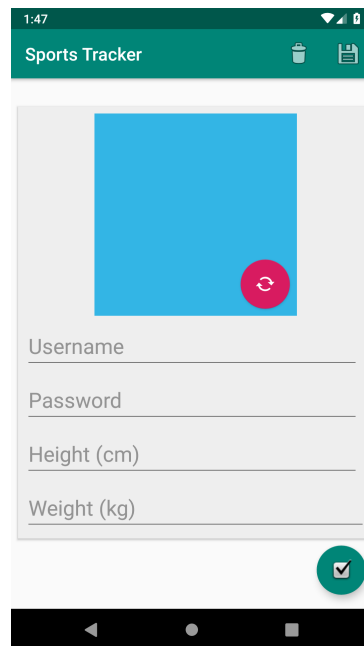 1:47
Sports Tracker
Username
Password
Height (cm)
Weight (kg)